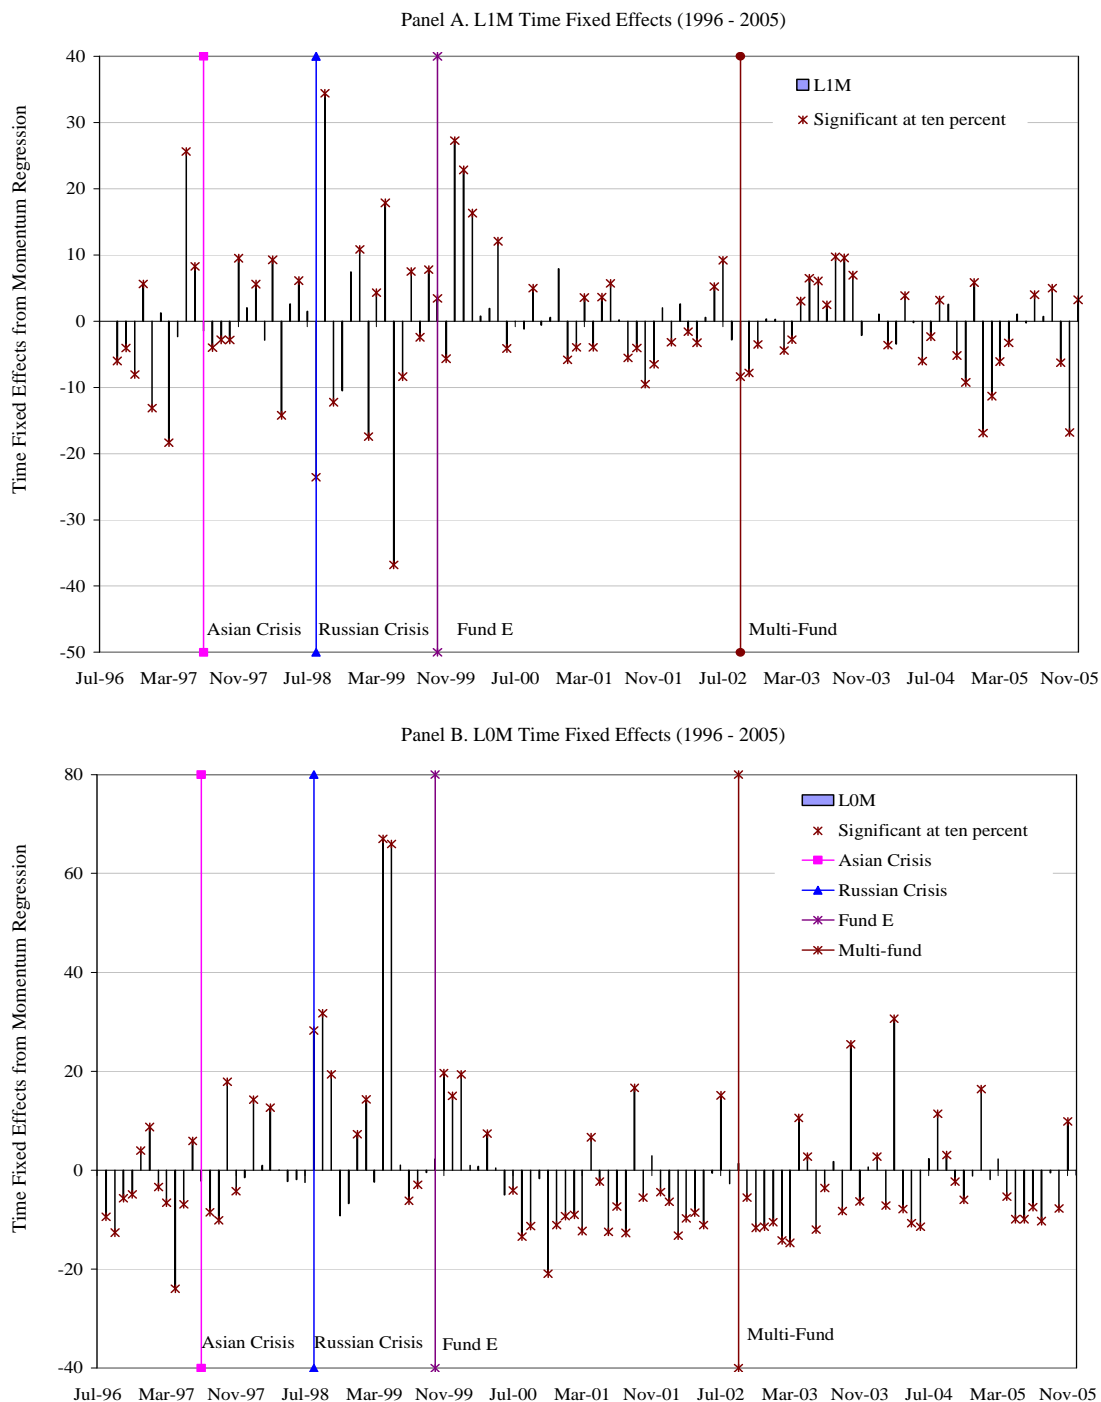 Panel A. L1M Time Fixed Effects (1996 - 2005)
Time Fixed Effects from Momentum Regression
40
30
20
10
0
-10
-20
-30
-40
-50
L1M
Significant at ten percent
Asian Crisis
Russian Crisis
Fund E
Multi-Fund
Jul-96 Mar-97 Nov-97 Jul-98 Mar-99 Nov-99 Jul-00 Mar-01 Nov-01 Jul-02 Mar-03 Nov-03 Jul-04 Mar-05 Nov-05
Panel B. L0M Time Fixed Effects (1996 - 2005)
Time Fixed Effects from Momentum Regression
80
60
40
20
0
-20
-40
L0M
Significant at ten percent
Asian Crisis
Russian Crisis
Fund E
Multi-fund
Asian Crisis
Russian Crisis
Fund E
Multi-Fund
Jul-96 Mar-97 Nov-97 Jul-98 Mar-99 Nov-99 Jul-00 Mar-01 Nov-01 Jul-02 Mar-03 Nov-03 Jul-04 Mar-05 Nov-05